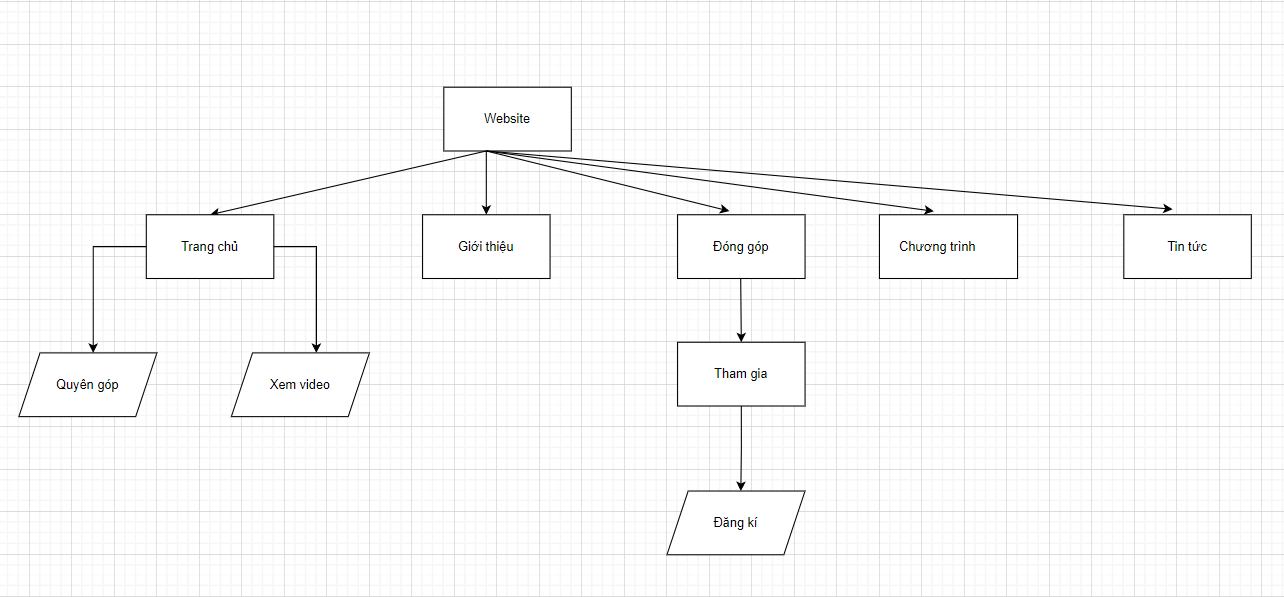 Website
Trang chủ
Giới thiệu
Đóng góp
Chương trình
Tin tức
Quyên góp
Xem video
Tham gia
Đăng kí